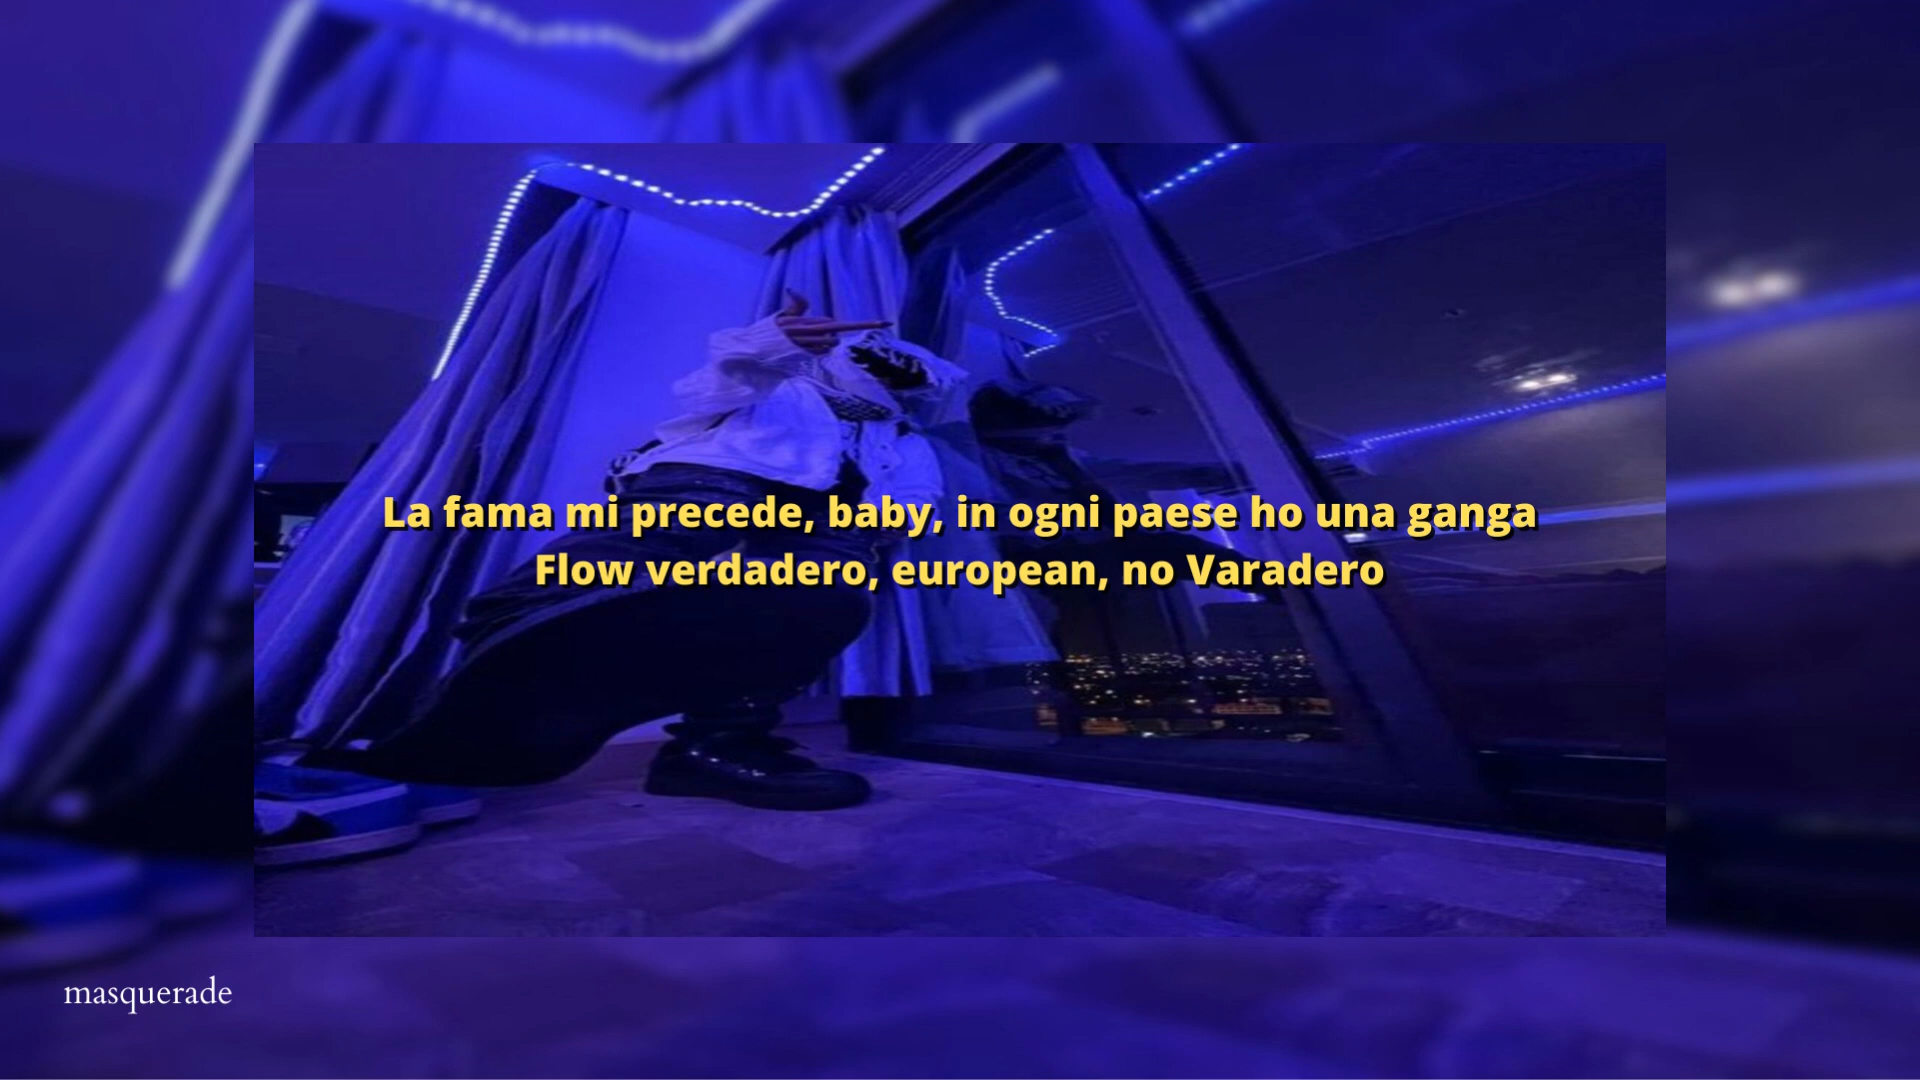 La fama mi precede, baby, in ogni paese ho una ganga
Flow verdadero, european, no Varadero
masquerade